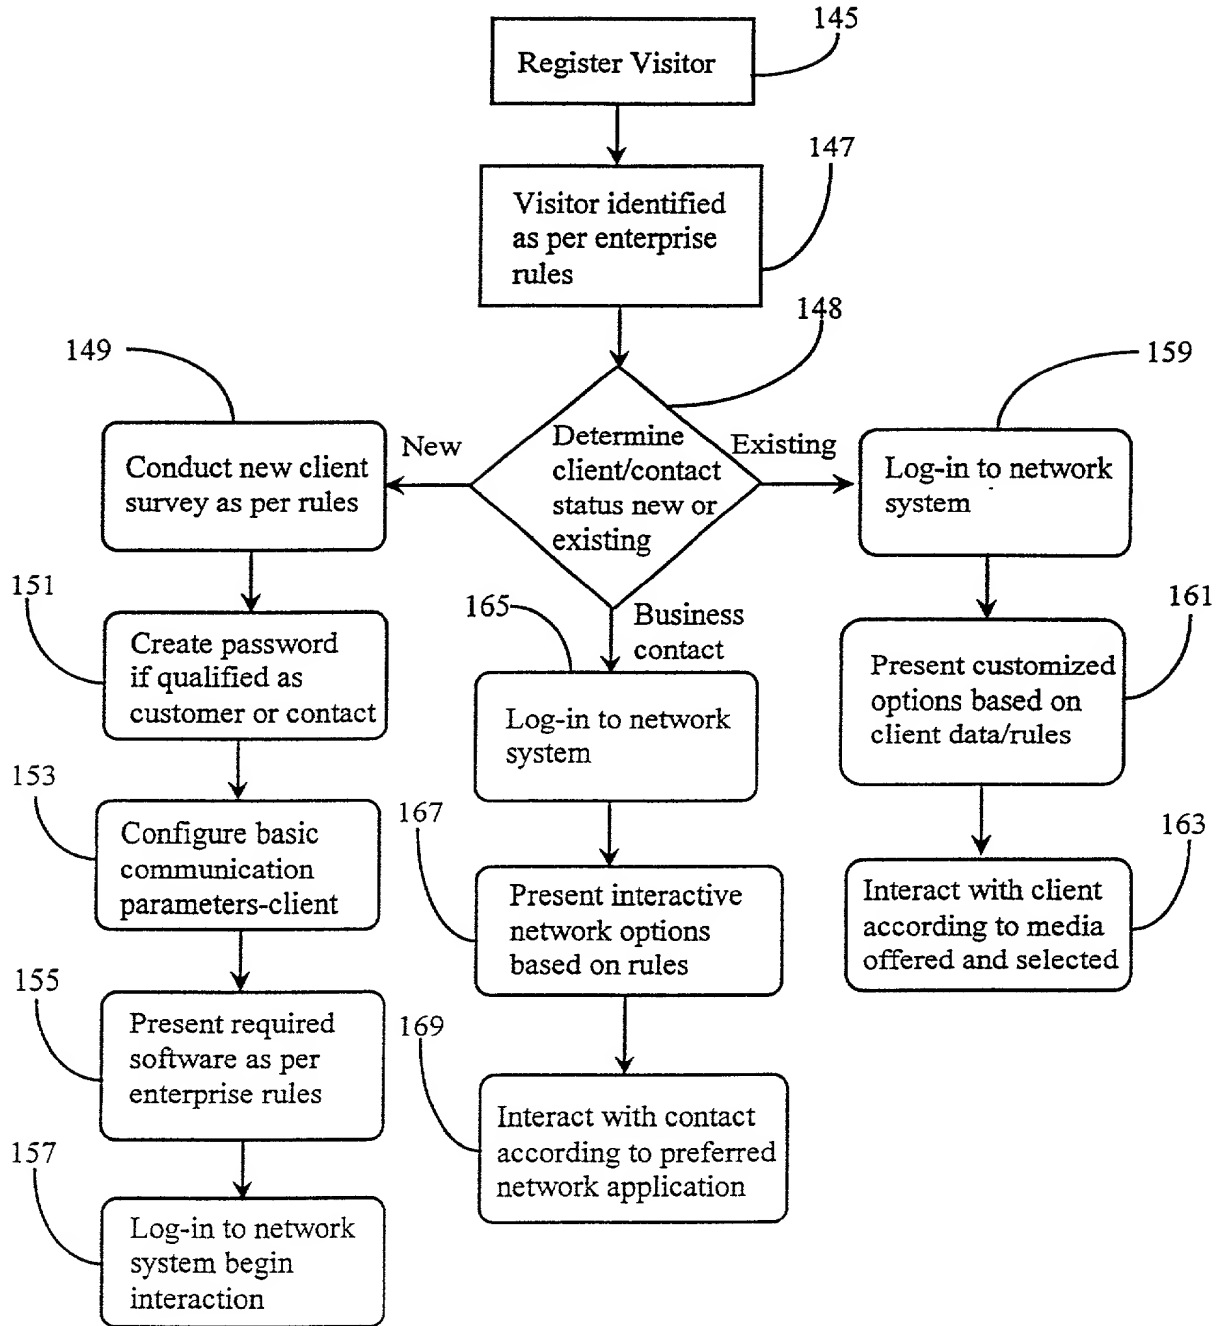 145
Register Visitor
147
Visitor identified
as per enterprise
rules
148
Determine
client/contact
status new or
existing
New
Existing
Business
contact
149
Conduct new client
survey as per rules
151
Create password
if qualified as
customer or contact
153
Configure basic
communication
parameters-client
155
Present required
software as per
enterprise rules
157
Log-in to network
system begin
interaction
165
Log-in to network
system
167
Present interactive
network options
based on rules
169
Interact with contact
according to preferred
network application
159
Log-in to network
system
161
Present customized
options based on
client data/rules
163
Interact with client
according to media
offered and selected